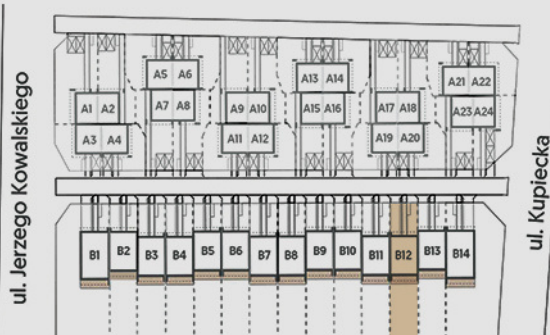 ul. Jerzego Kowalskiego
ul. Kupiecka
A5 A6
A13 A14
A21 A22
A1 A2
A7 A8
A9 A10
A15 A16
A17 A18
A23 A24
A3 A4
A11 A12
A19 A20
B1 B2 B3 B4 B5 B6 B7 B8 B9 B10 B11 B12 B13 B14